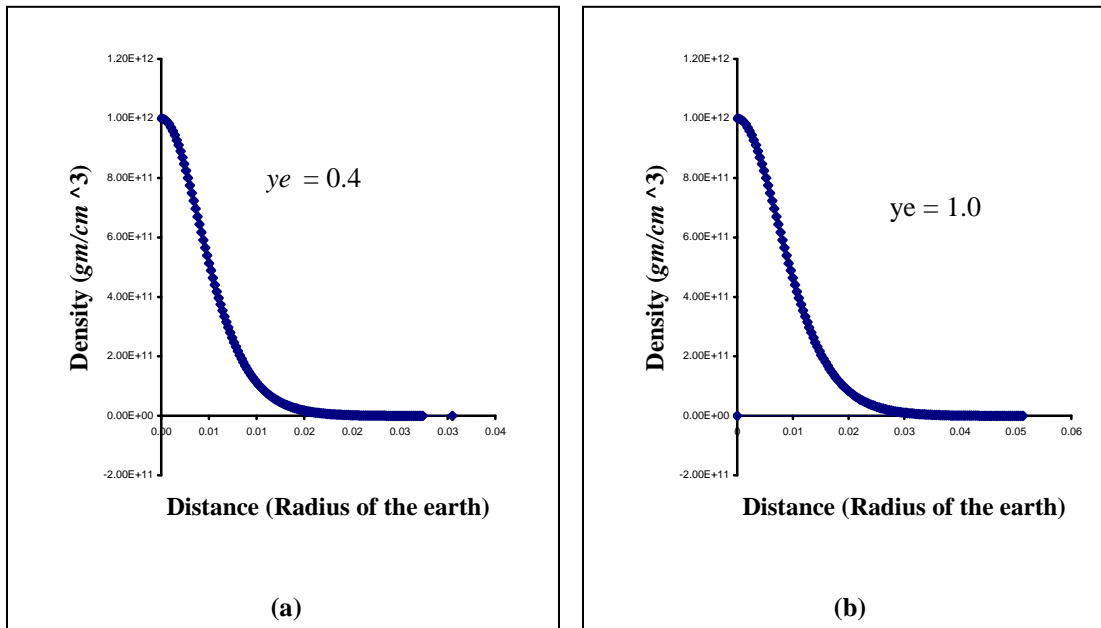 1.20E+12
1.00E+12
8.00E+11
6.00E+11
4.00E+11
2.00E+11
0.00E+00
-2.00E+11
Density (gm/cm ^3)
ye = 0.4
0.00 0.01 0.01 0.02 0.02 0.03 0.03 0.04
Distance (Radius of the earth)
(a)
1.20E+12
1.00E+12
8.00E+11
6.00E+11
4.00E+11
2.00E+11
0.00E+00
-2.00E+11
Density (gm/cm ^3)
ye = 1.0
0 0.01 0.02 0.03 0.04 0.05 0.06
Distance (Radius of the earth)
(b)